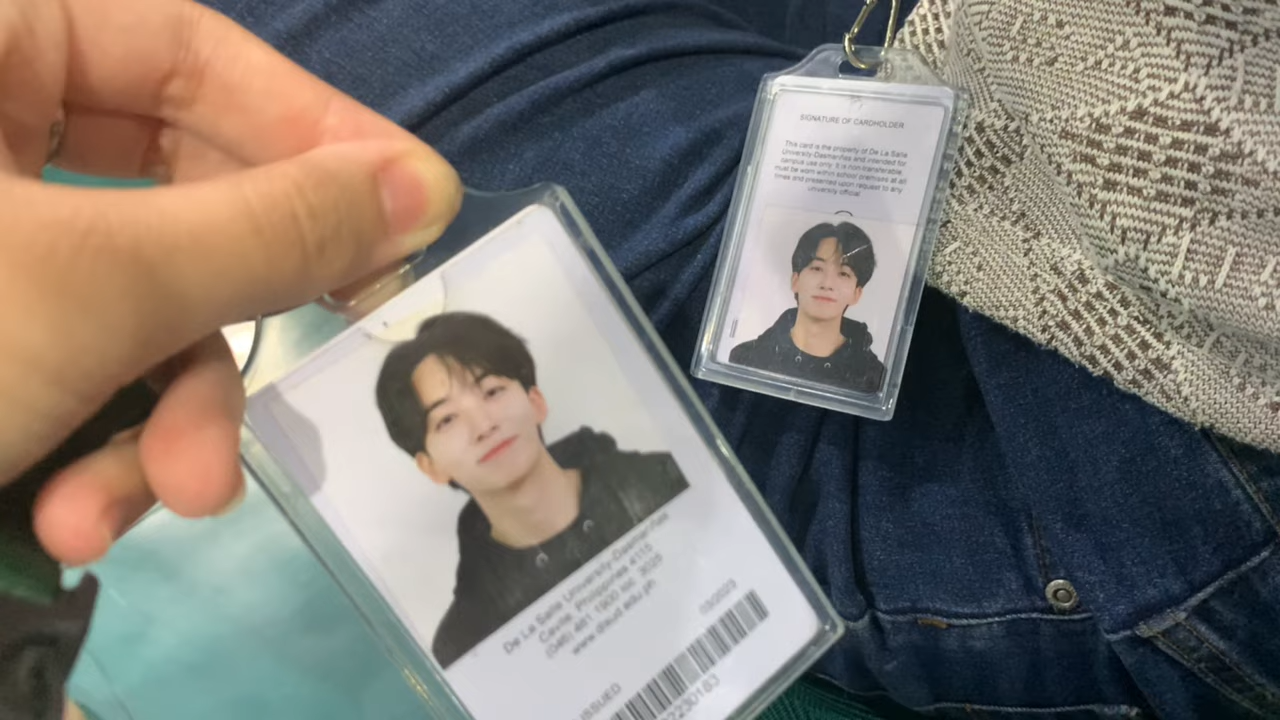 SIGNATURE OF CARDHOLDER
This card is the property of De La Salle
University-Dasmariñas and intended for
campus use only. It is non-transferable,
must be worn within school premises at all
times and presented upon request to any
university official.
De La Salle University-Dasmariñas
Cavite, Philippines 4115
(046) 481. 1900 loc. 2025
www.dlsud.edu.ph
ISSUED